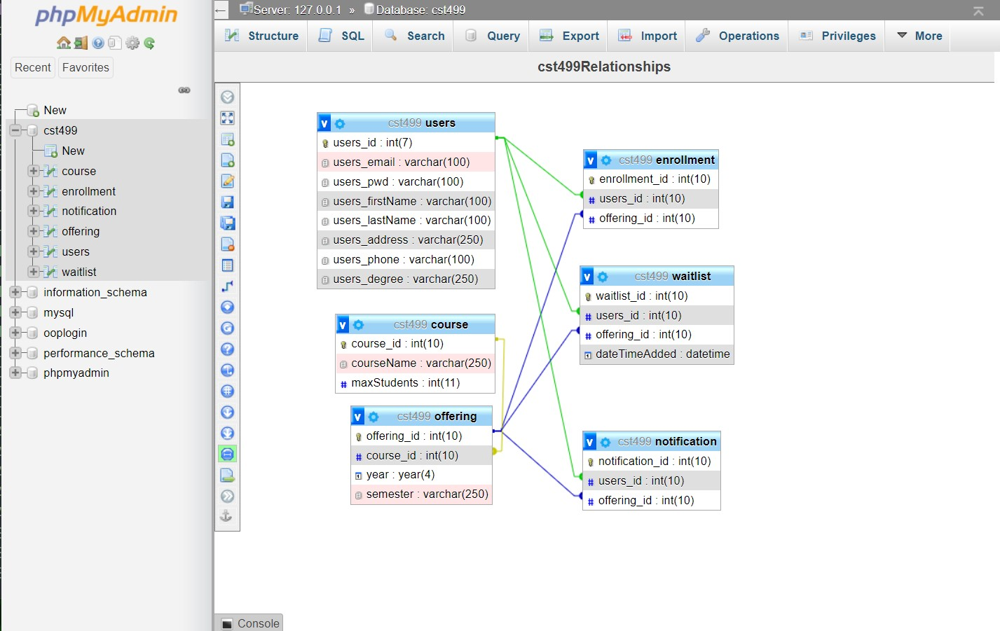 phpMyAdmin
Recent Favorites
New
cst499
New
course
enrollment
notification
offering
users
waitlist
information_schema
mysql
ooplogin
performance_schema
phpmyadmin
← Server: 127.0.0.1 » Database: cst499
Structure SQL Search Query Export Import Operations Privileges More
cst499Relationships
v cst499 users
users_id : int(7)
users_email : varchar(100)
users_pwd : varchar(100)
users_firstName : varchar(100)
users_lastName : varchar(100)
users_address : varchar(250)
users_phone : varchar(100)
users_degree : varchar(250)
v cst499 course
course_id : int(10)
courseName : varchar(250)
# maxStudents : int(11)
v cst499 offering
offering_id : int(10)
# course_id : int(10)
year : year(4)
semester : varchar(250)
v cst499 enrollment
enrollment_id : int(10)
# users_id : int(10)
# offering_id : int(10)
v cst499 waitlist
waitlist_id : int(10)
# users_id : int(10)
# offering_id : int(10)
dateTimeAdded : datetime
v cst499 notification
notification_id : int(10)
# users_id : int(10)
# offering_id : int(10)
Console